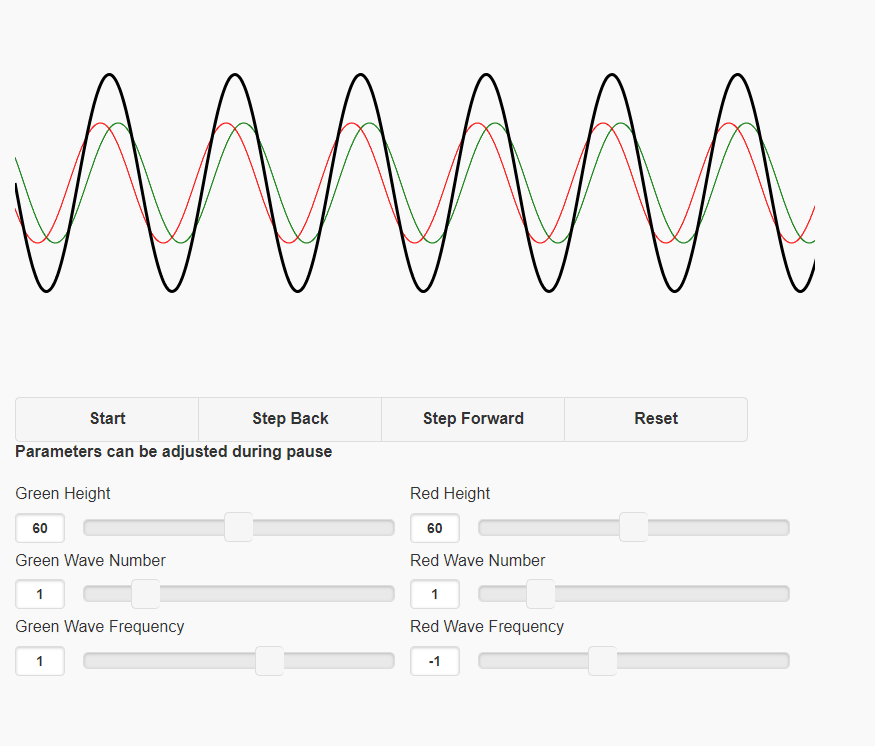 Start Step Back Step Forward Reset
Parameters can be adjusted during pause
Green Height Red Height
60 60
Green Wave Number Red Wave Number
1 1
Green Wave Frequency Red Wave Frequency
1 -1